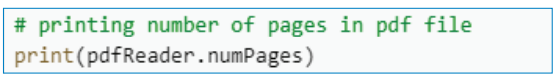 # printing number of pages in pdf file
print(pdfReader.numPages)